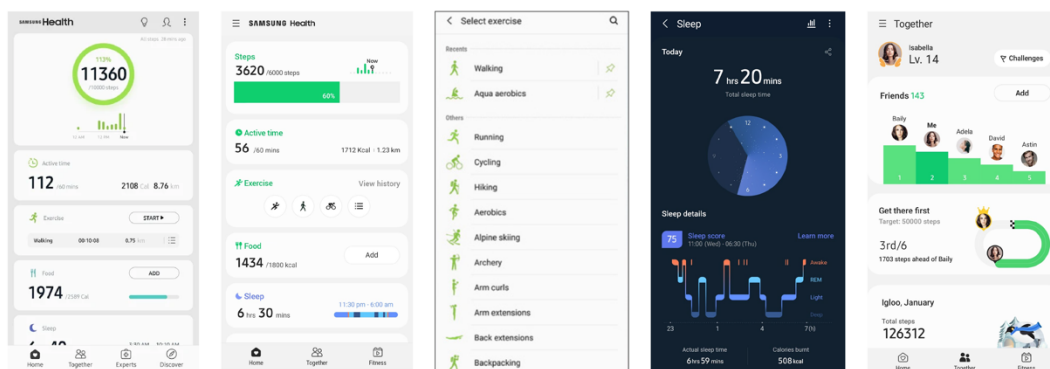 SAMSUNG Health
113%
11360
/10000 steps
12 AM 12 PM Now
Active time
112 /60 mins
2108 Cal 8.76 km
Exercise
START
Walking 00:10:08 0.75 km
Food
ADD
1974 /2589 Cal
Sleep
Home Together Experts Discover
SAMSUNG Health
Steps
3620 /6000 steps
Now
60%
Active time
56 /60 mins
1712 Kcal · 1.23 km
Exercise
View history
Food
1434 /1800 kcal
Add
Sleep
11:30 pm - 6:00 am
6 hrs 30 mins
Home Together Fitness
Select exercise
Recents
Walking
Aqua aerobics
Others
Running
Cycling
Hiking
Aerobics
Alpine skiing
Archery
Arm curls
Arm extensions
Back extensions
Backpacking
Sleep
Today
7 hrs 20 mins
Total sleep time
12
3
6
Sleep details
75
Sleep score
Learn more
11:00 (Wed) - 06:30 (Thu)
Awake
REM
Light
Deep
23 1 4 7(h)
Actual sleep time
Calories burnt
6 hrs 59 mins
508 kcal
Together
Isabella
Lv. 14
Challenges
Friends 143
Add
Baily
Me
Adela
David
Astin
1 2 3 4 5
Get there first
Target: 50000 steps
3rd/6
1703 steps ahead of Baily
Igloo, January
Total steps
126312
Home Together Fitness